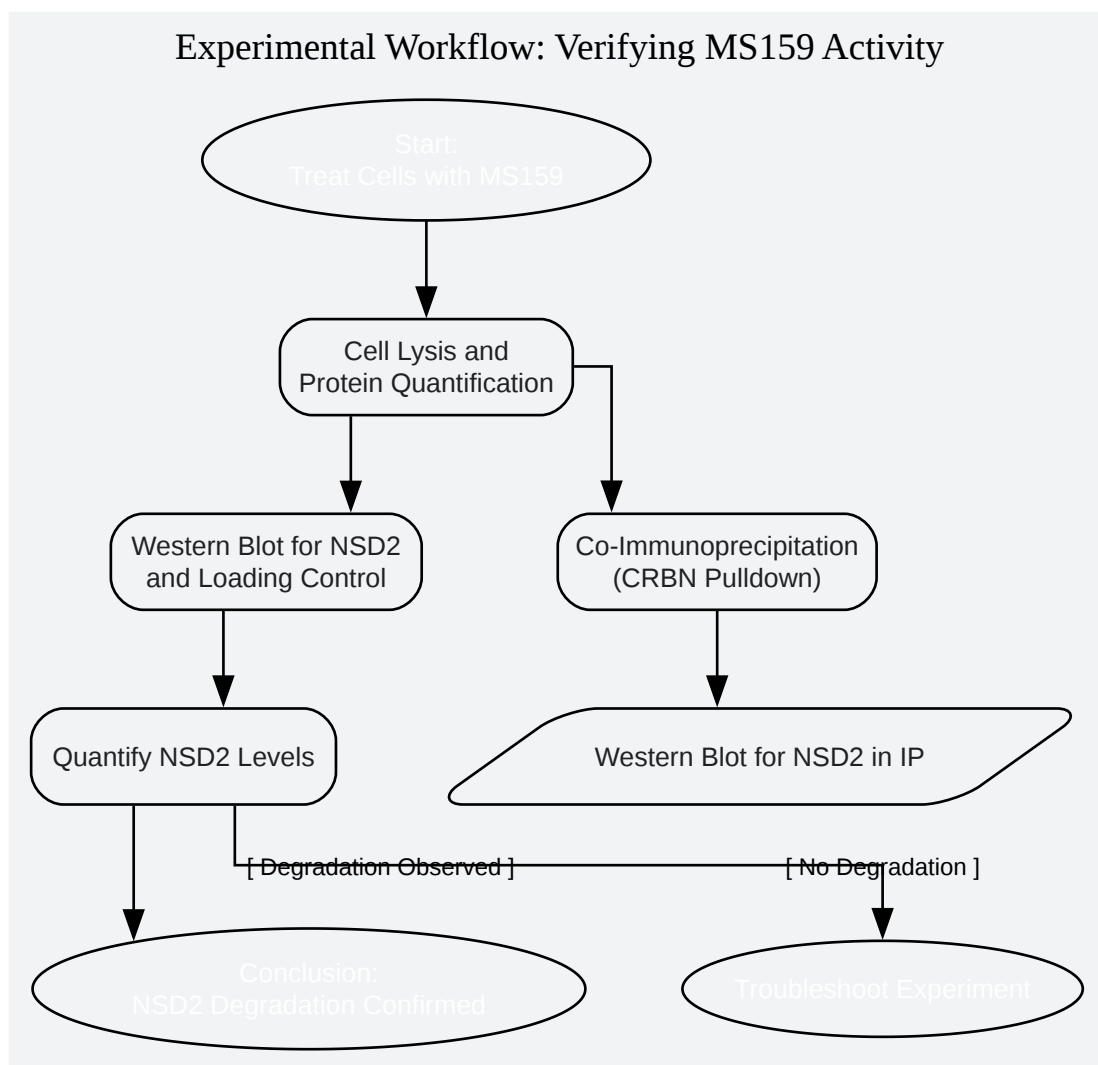 Experimental Workflow: Verifying MS159 Activity
Start:
Treat Cells with MS159
Cell Lysis and
Protein Quantification
Western Blot for NSD2
and Loading Control
Co-Immunoprecipitation
(CRBN Pulldown)
Quantify NSD2 Levels
Western Blot for NSD2 in IP
[ Degradation Observed ]
[ No Degradation ]
Conclusion:
NSD2 Degradation Confirmed
Troubleshoot Experiment